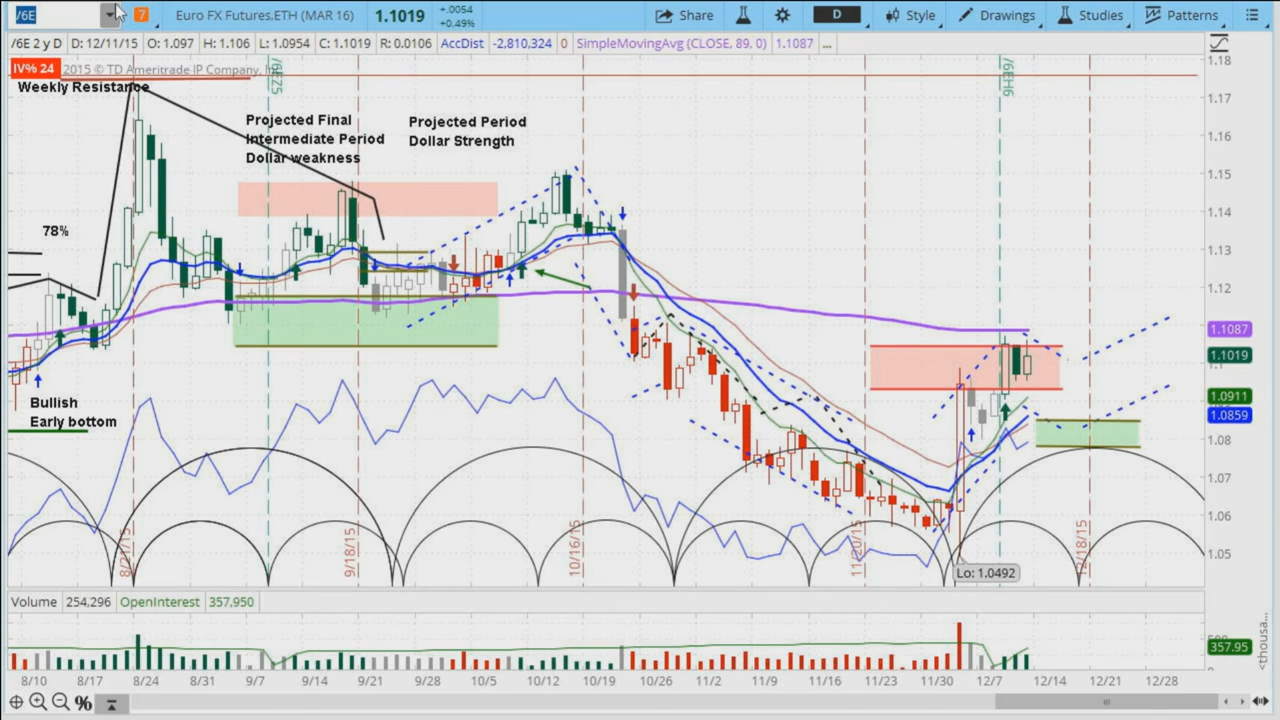 /6E 7 Euro FX Futures,ETH (MAR 16) 1.1019 +.0054 +0.49% Share D Style Drawings Studies Patterns
/6E 2 y D D: 12/11/15 O: 1.097 H: 1.106 L: 1.0954 C: 1.1019 R: 0.0106 AccDist -2,810,324 0 SimpleMovingAvg (CLOSE, 89. 0) 1.1087 ...
IV% 24 2015 © TD Ameritrade IP Company, In
Weekly Resistance
/6EZ5
/6EH6
Projected Final
Intermediate Period
Dollar weakness
Projected Period
Dollar Strength
78%
Bullish
Early bottom
1.18
1.17
1.16
1.15
1.14
1.13
1.12
1.1087
1.1019
1.1
1.0911
1.0859
1.08
1.07
1.06
1.05
8/21/15
9/18/15
10/16/15
11/20/15
12/18/15
Lo: 1.0492
Volume 254,296 OpenInterest 357,950
357.95
<thousa...
8/10 8/17 8/24 8/31 9/7 9/14 9/21 9/28 10/5 10/12 10/19 10/26 11/2 11/9 11/16 11/23 11/30 12/7 12/14 12/21 12/28
%